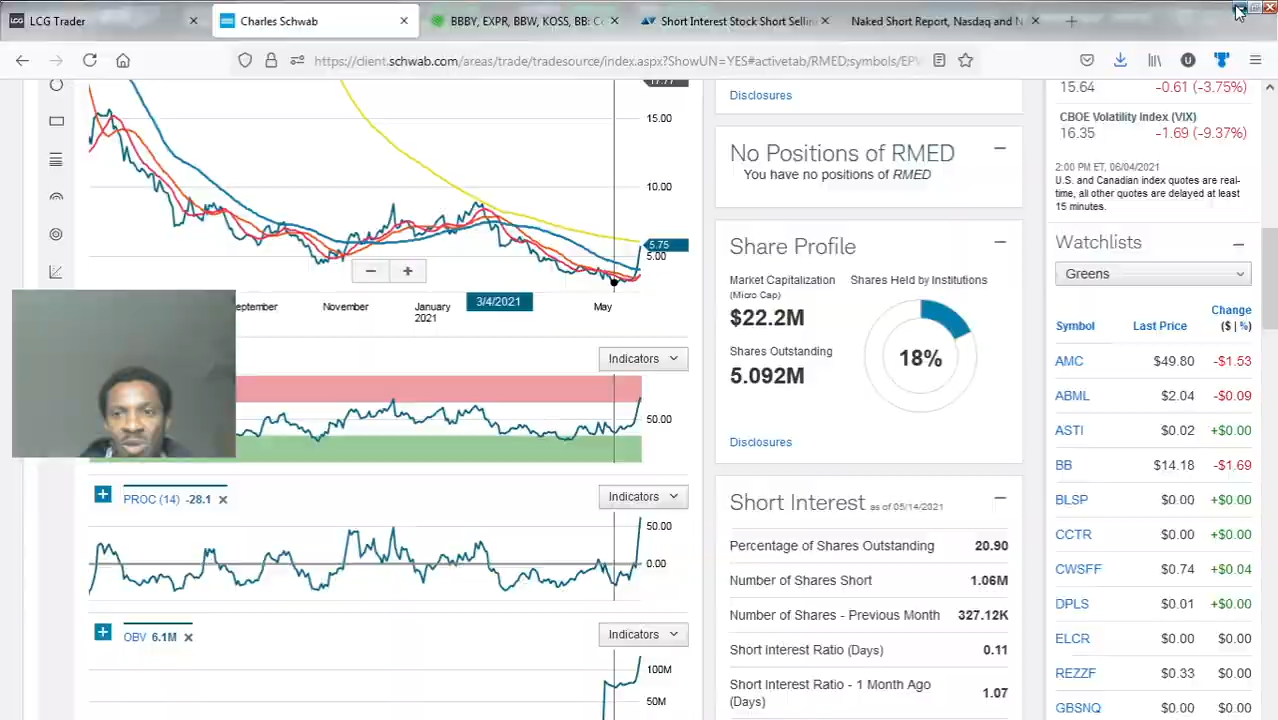 LCG Trader
Charles Schwab
BBBY, EXPR, BBW, KOSS, BB: C
Short Interest Stock Short Sellin
Naked Short Report, Nasdaq and N
https://client.schwab.com/areas/trade/tradesource/index.aspx?ShowUN=YES#activetab/RMED;symbols/EP
15.00
10.00
5.75
5.00
eptember
November
January
2021
3/4/2021
May
Indicators
50.00
PROC (14) -28.1
Indicators
50.00
0.00
OBV 6.1M
Indicators
100M
50M
Disclosures
No Positions of RMED
You have no positions of RMED
Share Profile
Market Capitalization
(Micro Cap)
$22.2M
Shares Outstanding
5.092M
Shares Held by Institutions
18%
Disclosures
Short Interest as of 05/14/2021
Percentage of Shares Outstanding 20.90
Number of Shares Short 1.06M
Number of Shares - Previous Month 327.12K
Short Interest Ratio (Days) 0.11
Short Interest Ratio - 1 Month Ago (Days) 1.07
15.64 -0.61 (-3.75%)
CBOE Volatility Index (VIX)
16.35 -1.69 (-9.37%)
2:00 PM ET, 06/04/2021
U.S. and Canadian index quotes are real-
time, all other quotes are delayed at least
15 minutes.
Watchlists
Greens
Symbol Last Price Change ($ | %)
AMC $49.80 -$1.53
ABML $2.04 -$0.09
ASTI $0.02 +$0.00
BB $14.18 -$1.69
BLSP $0.00 +$0.00
CCTR $0.00 +$0.00
CWSFF $0.74 +$0.04
DPLS $0.01 +$0.00
ELCR $0.00 $0.00
REZZF $0.33 $0.00
GBSNQ $0.00 $0.00